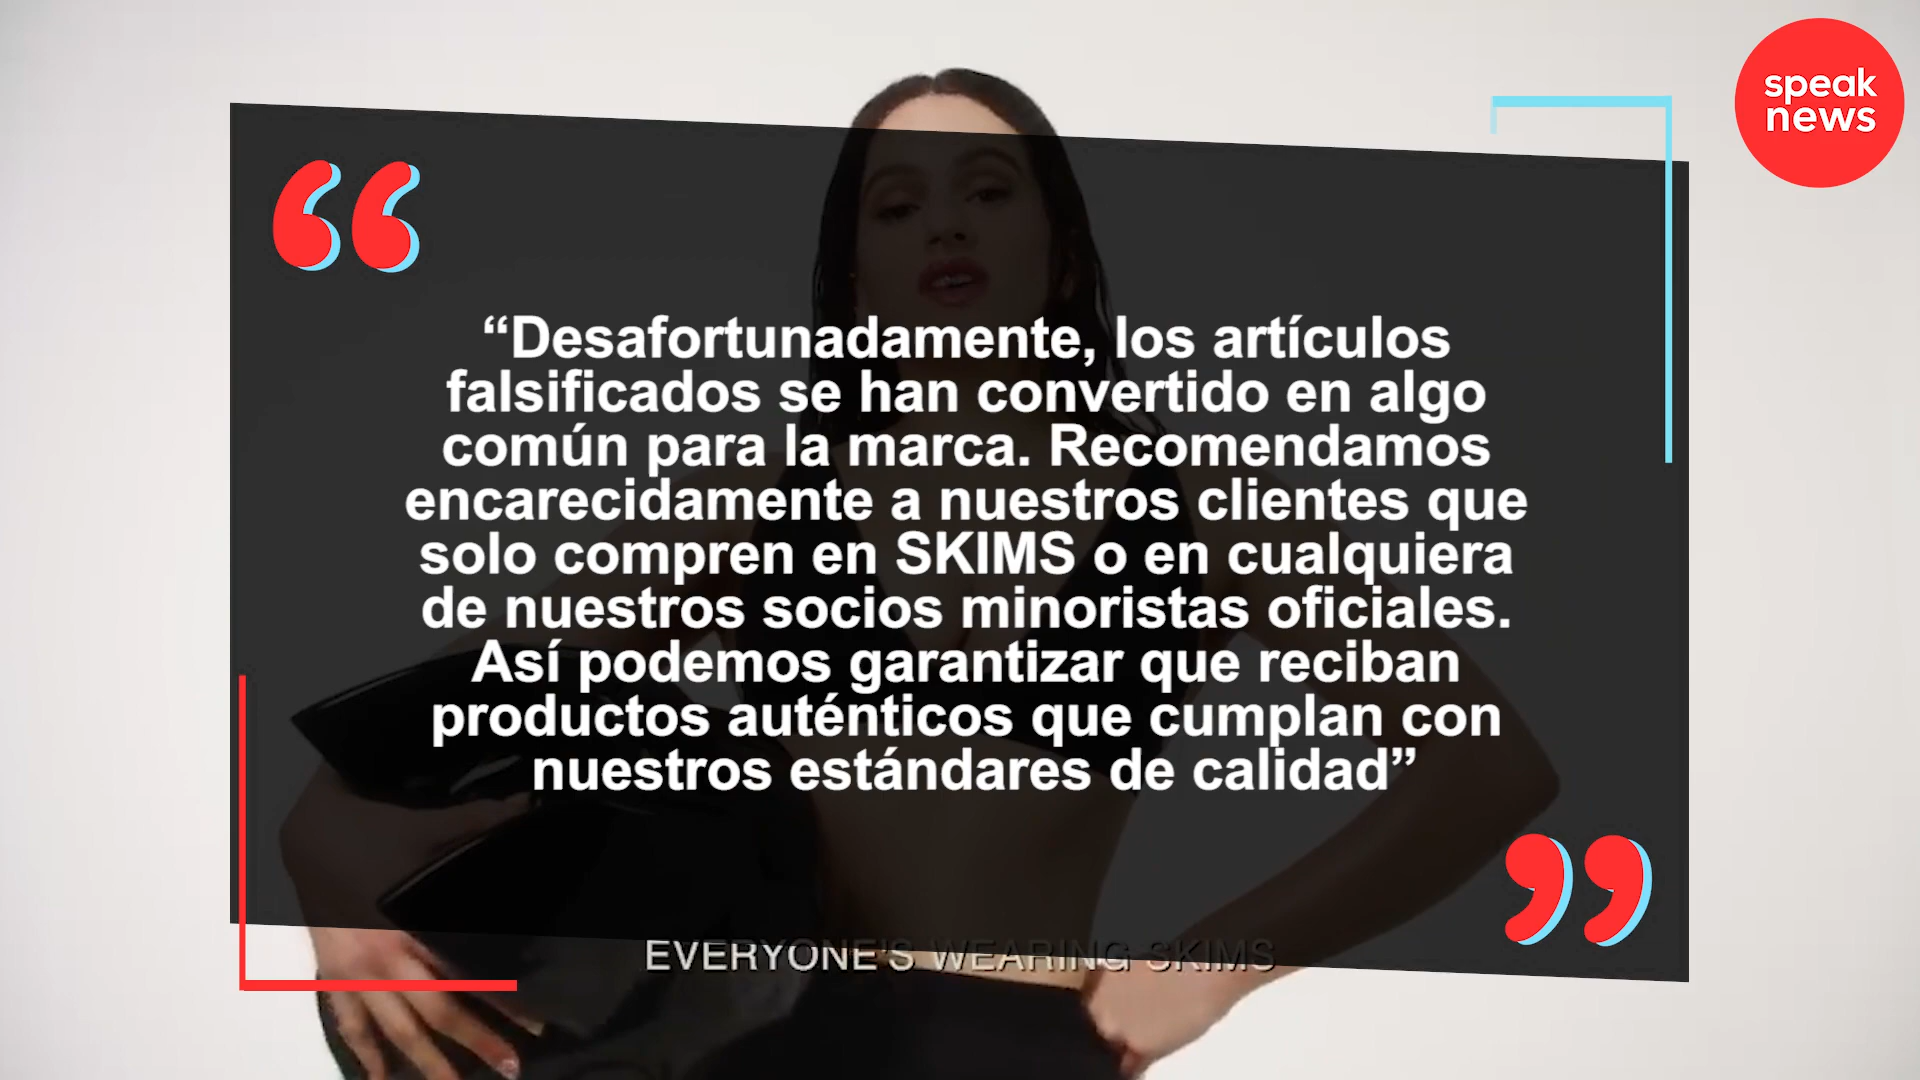 speak
news
“Desafortunadamente, los artículos
falsificados se han convertido en algo
común para la marca. Recomendamos
encarecidamente a nuestros clientes que
solo compren en SKIMS o en cualquiera
de nuestros socios minoristas oficiales.
Así podemos garantizar que reciban
productos auténticos que cumplan con
nuestros estándares de calidad”
EVERYONE'S WEARING SKIMS